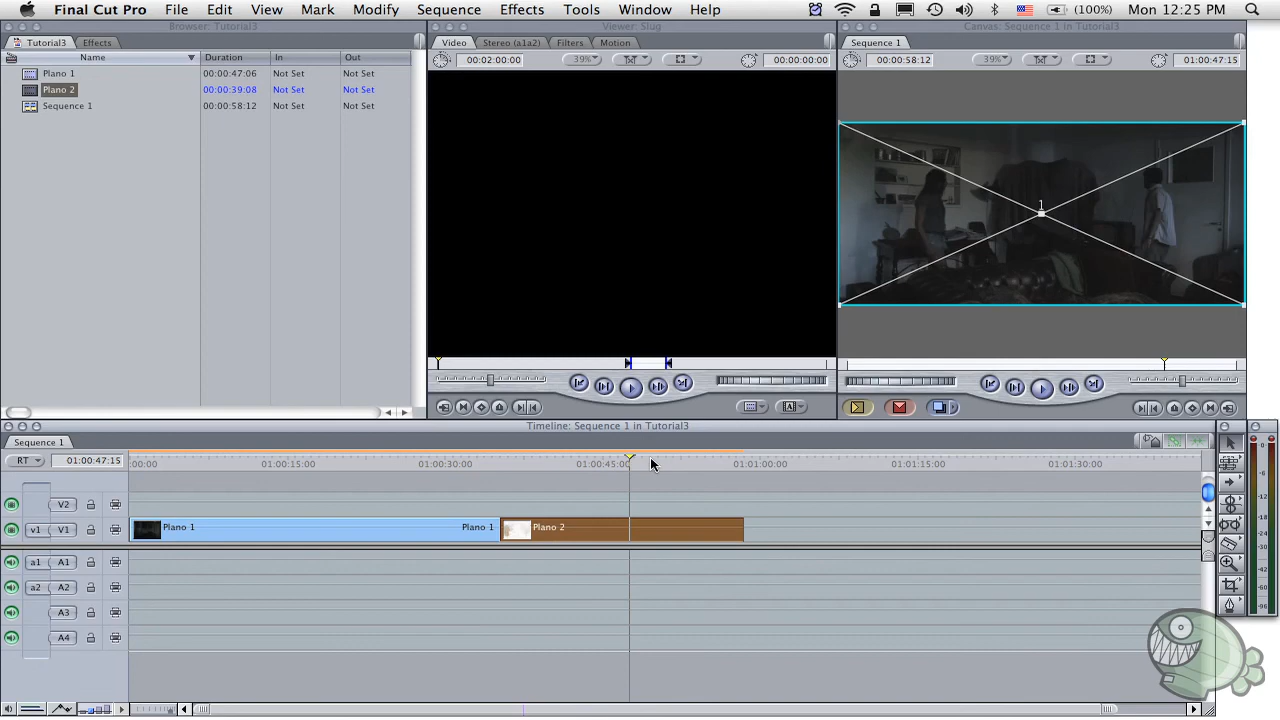 Final Cut Pro File Edit View Mark Modify Sequence Effects Tools Window Help (100%) Mon 12:25 PM
Browser: Tutorial3 Viewer: Slug Canvas: Sequence 1 in Tutorial3
Tutorial3 Effects Video Stereo (a1a2) Filters Motion Sequence 1
Name Duration In Out 00:02:00:00 39% 00:00:00:00 00:00:58:12 39% 01:00:47:15
Plano 1 00:00:47:06 Not Set Not Set
Plano 2 00:00:39:08 Not Set Not Set
Sequence 1 00:00:58:12 Not Set Not Set
1
Timeline: Sequence 1 in Tutorial3
Sequence 1
RT 01:00:47:15 :00:00 01:00:15:00 01:00:30:00 01:00:45:00 01:01:00:00 01:01:15:00 01:01:30:00
V2
v1 V1 Plano 1 Plano 1 Plano 2
a1 A1
a2 A2
A3
A4
0
-6
-12